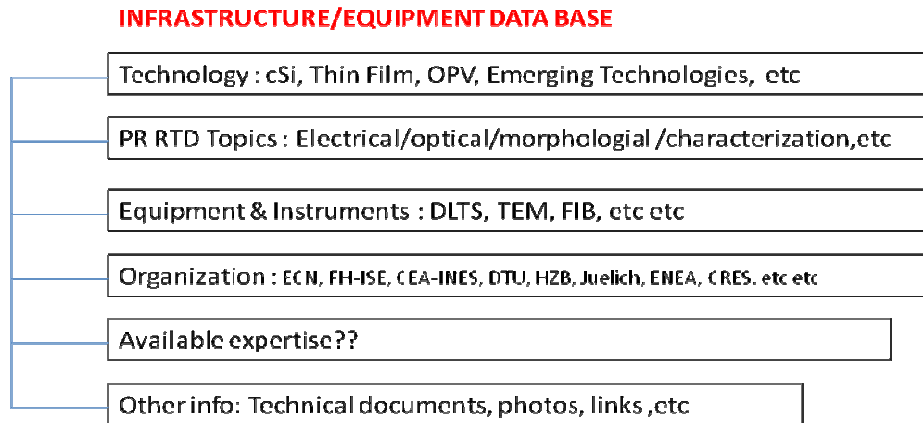 INFRASTRUCTURE/EQUIPMENT DATA BASE
Technology : cSi, Thin Film, OPV, Emerging Technologies, etc
PR RTD Topics : Electrical/optical/morphologial /characterization,etc
Equipment & Instruments : DLTS, TEM, FIB, etc etc
Organization : ECN, FH-ISE, CEA-INES, DTU, HZB, Juelich, ENEA, CRES. etc etc
Available expertise??
Other info: Technical documents, photos, links ,etc